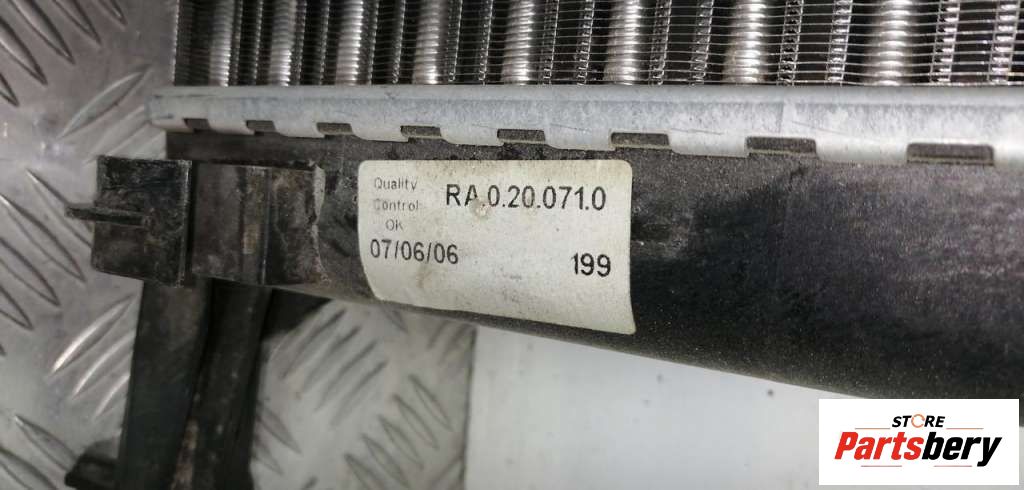 Quality
Control
OK
RA.0.20.071.0
07/06/06
199
STORE
Partsbery